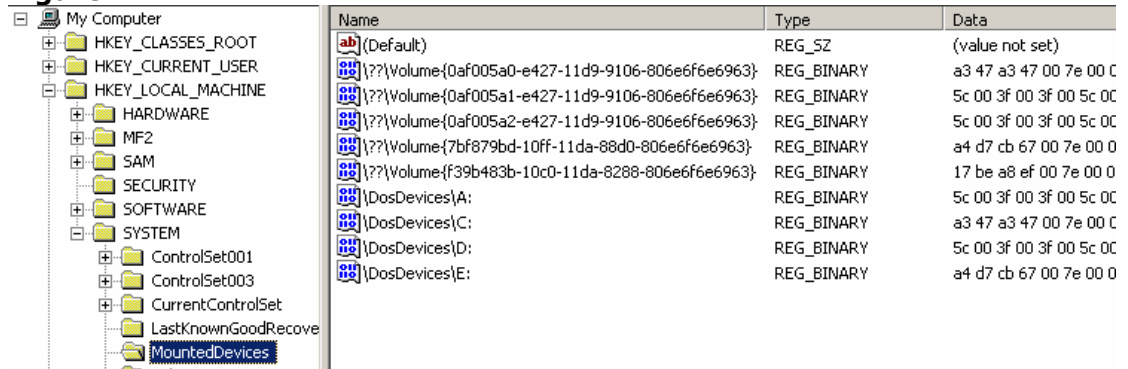 My Computer
HKEY_CLASSES_ROOT
HKEY_CURRENT_USER
HKEY_LOCAL_MACHINE
HARDWARE
MF2
SAM
SECURITY
SOFTWARE
SYSTEM
ControlSet001
ControlSet003
CurrentControlSet
LastKnownGoodRecove
MountedDevices
Name Type Data
(Default) REG_SZ (value not set)
\??\Volume{0af005a0-e427-11d9-9106-806e6f6e6963} REG_BINARY a3 47 a3 47 00 7e 00
\??\Volume{0af005a1-e427-11d9-9106-806e6f6e6963} REG_BINARY 5c 00 3f 00 3f 00 5c 00
\??\Volume{0af005a2-e427-11d9-9106-806e6f6e6963} REG_BINARY 5c 00 3f 00 3f 00 5c 00
\??\Volume{7bf879bd-10ff-11da-88d0-806e6f6e6963} REG_BINARY a4 d7 cb 67 00 7e 00 0
\??\Volume{f39b483b-10c0-11da-8288-806e6f6e6963} REG_BINARY 17 be a8 ef 00 7e 00 0
\DosDevices\A: REG_BINARY 5c 00 3f 00 3f 00 5c 00
\DosDevices\C: REG_BINARY a3 47 a3 47 00 7e 00
\DosDevices\D: REG_BINARY 5c 00 3f 00 3f 00 5c 00
\DosDevices\E: REG_BINARY a4 d7 cb 67 00 7e 00 0